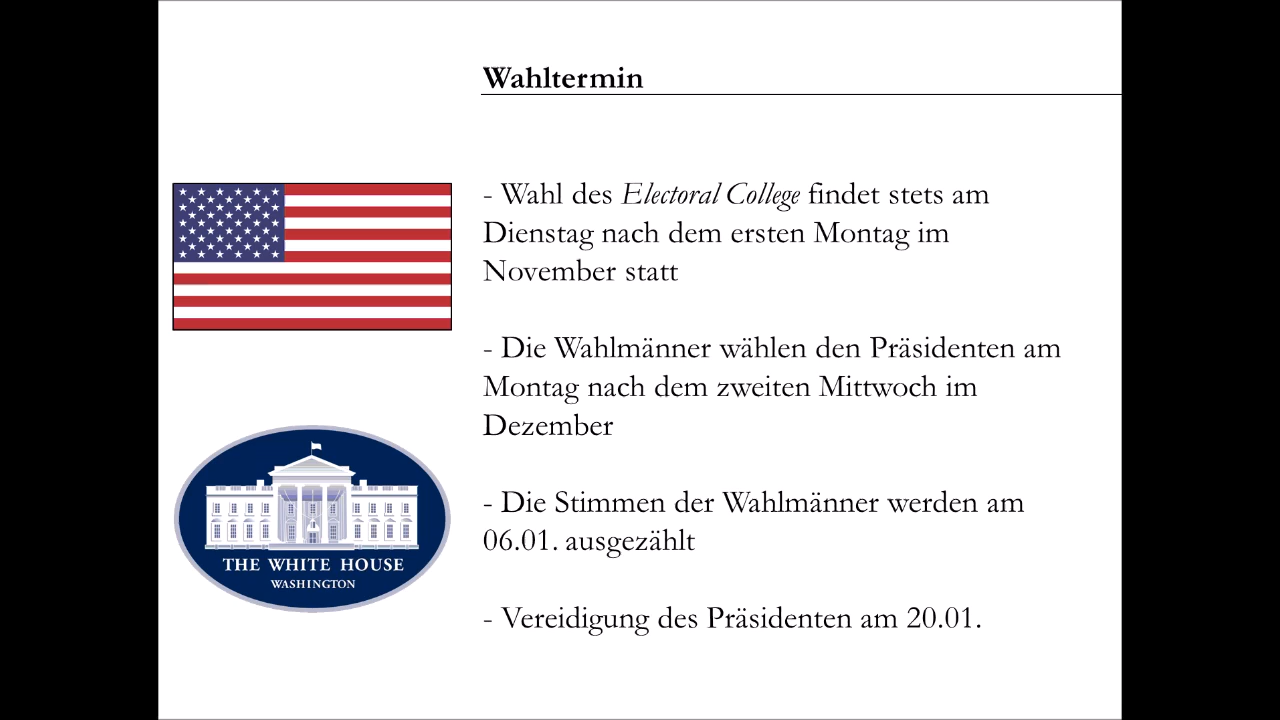 Wahltermin
- Wahl des Electoral College findet stets am
Dienstag nach dem ersten Montag im
November statt
- Die Wahlmänner wählen den Präsidenten am
Montag nach dem zweiten Mittwoch im
Dezember
- Die Stimmen der Wahlmänner werden am
06.01. ausgezählt
- Vereidigung des Präsidenten am 20.01.
THE WHITE HOUSE
WASHINGTON